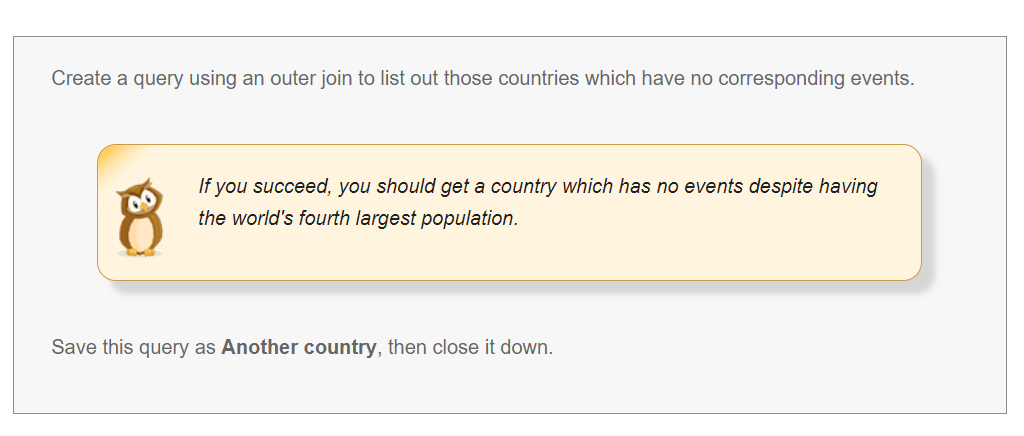 Create a query using an outer join to list out those countries which have no corresponding events.
If you succeed, you should get a country which has no events despite having
the world's fourth largest population.
Save this query as Another country, then close it down.